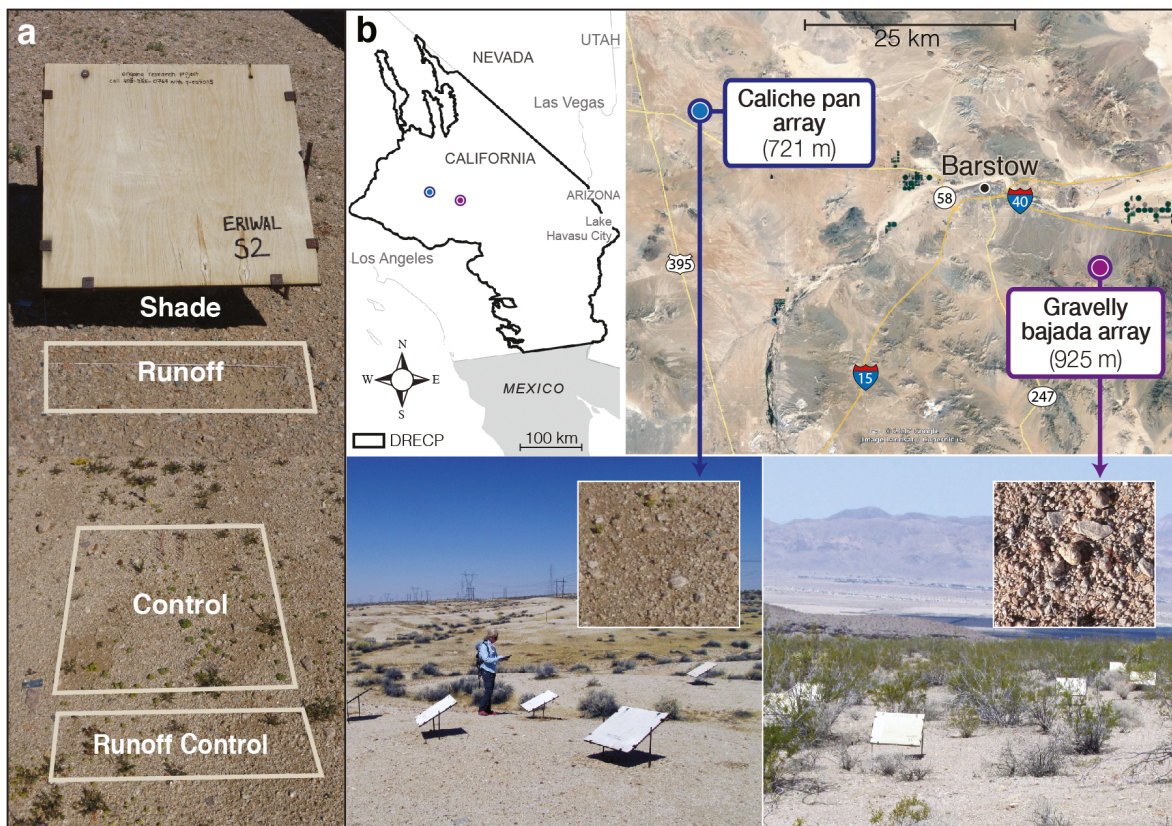 a
ERIWAL
S2
Shade
Runoff
Control
Runoff Control
b
NEVADA
UTAH
Las Vegas
CALIFORNIA
ARIZONA
Lake
Havasu City
Los Angeles
N
W
E
S
MEXICO
DRECP
100 km
25 km
Caliche pan
array
(721 m)
Barstow
58
40
395
Gravelly
bajada array
(925 m)
15
247